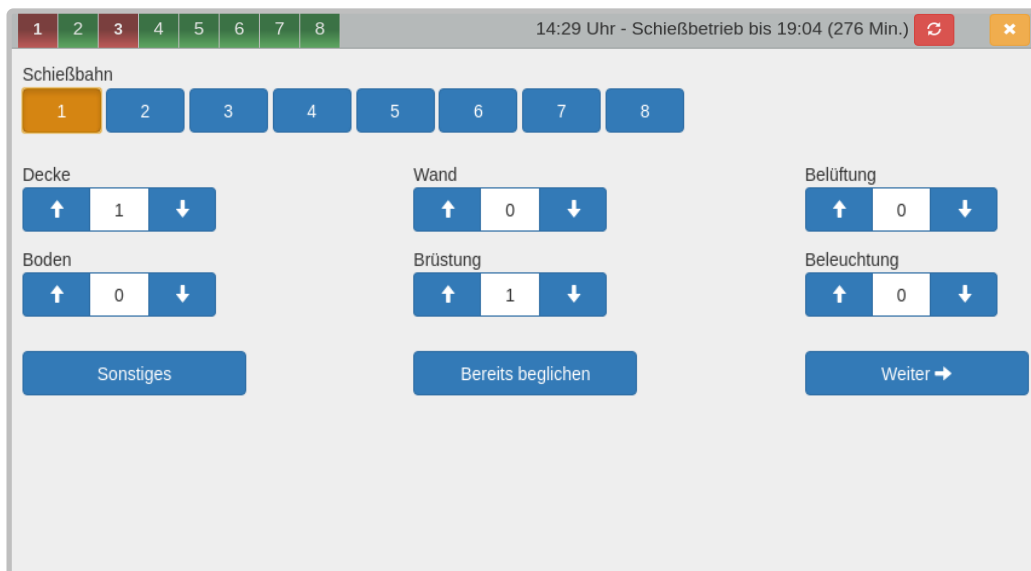 1 2 3 4 5 6 7 8 14:29 Uhr - Schießbetrieb bis 19:04 (276 Min.)
Schießbahn
1 2 3 4 5 6 7 8
Decke Wand Belüftung
1 0 0
Boden Brüstung Beleuchtung
0 1 0
Sonstiges Bereits beglichen Weiter